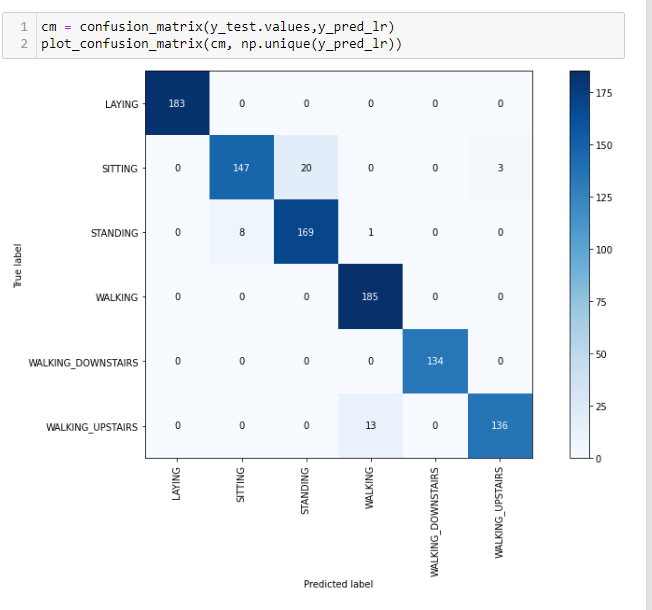 1 cm = confusion_matrix(y_test.values,y_pred_lr)
2 plot_confusion_matrix(cm, np.unique(y_pred_lr))
LAYING 183 0 0 0 0 0
SITTING 0 147 20 0 0 3
STANDING 0 8 169 1 0 0
WALKING 0 0 0 185 0 0
WALKING_DOWNSTAIRS 0 0 0 0 134 0
WALKING_UPSTAIRS 0 0 0 13 0 136
True label
LAYING
SITTING
STANDING
WALKING
WALKING_DOWNSTAIRS
WALKING_UPSTAIRS
Predicted label
175
150
125
100
75
50
25
0